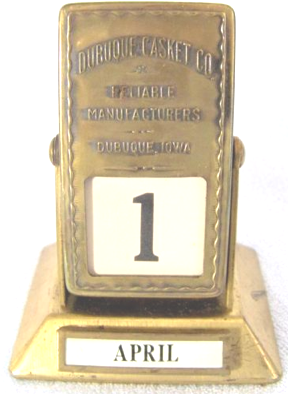 DUBUQUE CASKET CO.
RELIABLE
MANUFACTURERS
DUBUQUE, IOWA
1
APRIL